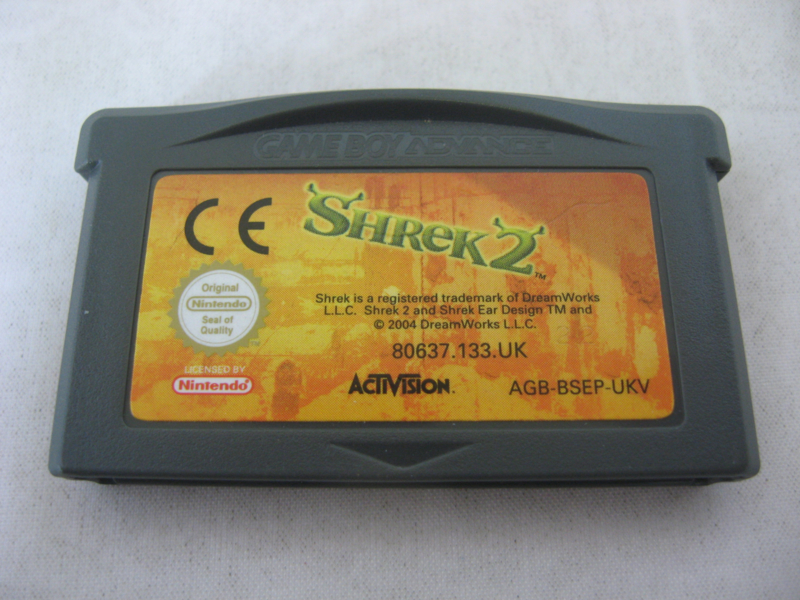 GAME BOY ADVANCE
CE
SHREK 2 ™
Original
Nintendo
Seal of
Quality
Shrek is a registered trademark of DreamWorks
L.L.C. Shrek 2 and Shrek Ear Design TM and
© 2004 DreamWorks L.L.C.
80637.133.UK
LICENSED BY
Nintendo
ACTIVISION.
AGB-BSEP-UKV